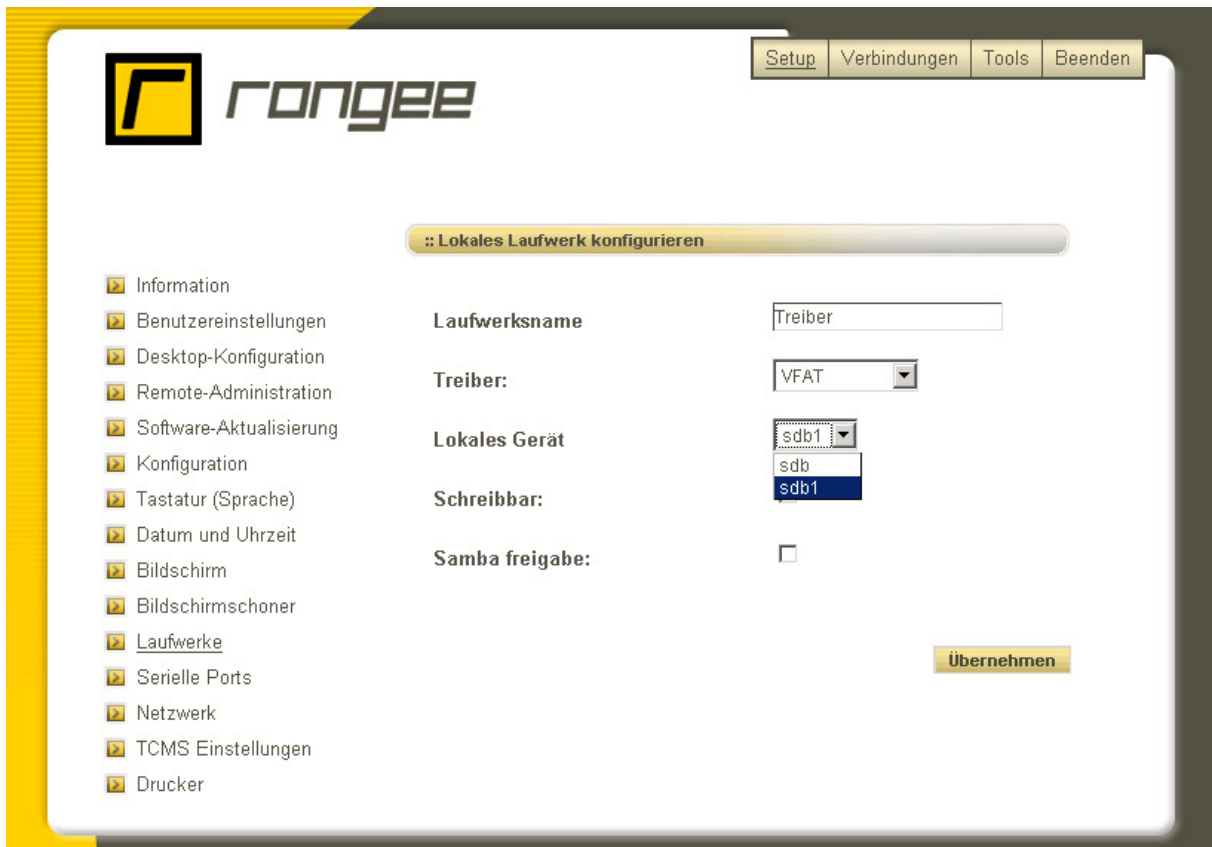 Setup Verbindungen Tools Beenden
r rangee
:: Lokales Laufwerk konfigurieren
Information
Benutzereinstellungen
Desktop-Konfiguration
Remote-Administration
Software-Aktualisierung
Konfiguration
Tastatur (Sprache)
Datum und Uhrzeit
Bildschirm
Bildschirmschoner
Laufwerke
Serielle Ports
Netzwerk
TCMS Einstellungen
Drucker
Laufwerksname Treiber
Treiber: VFAT
Lokales Gerät sdb1
sdb
sdb1
Schreibbar:
Samba freigabe:
Übernehmen